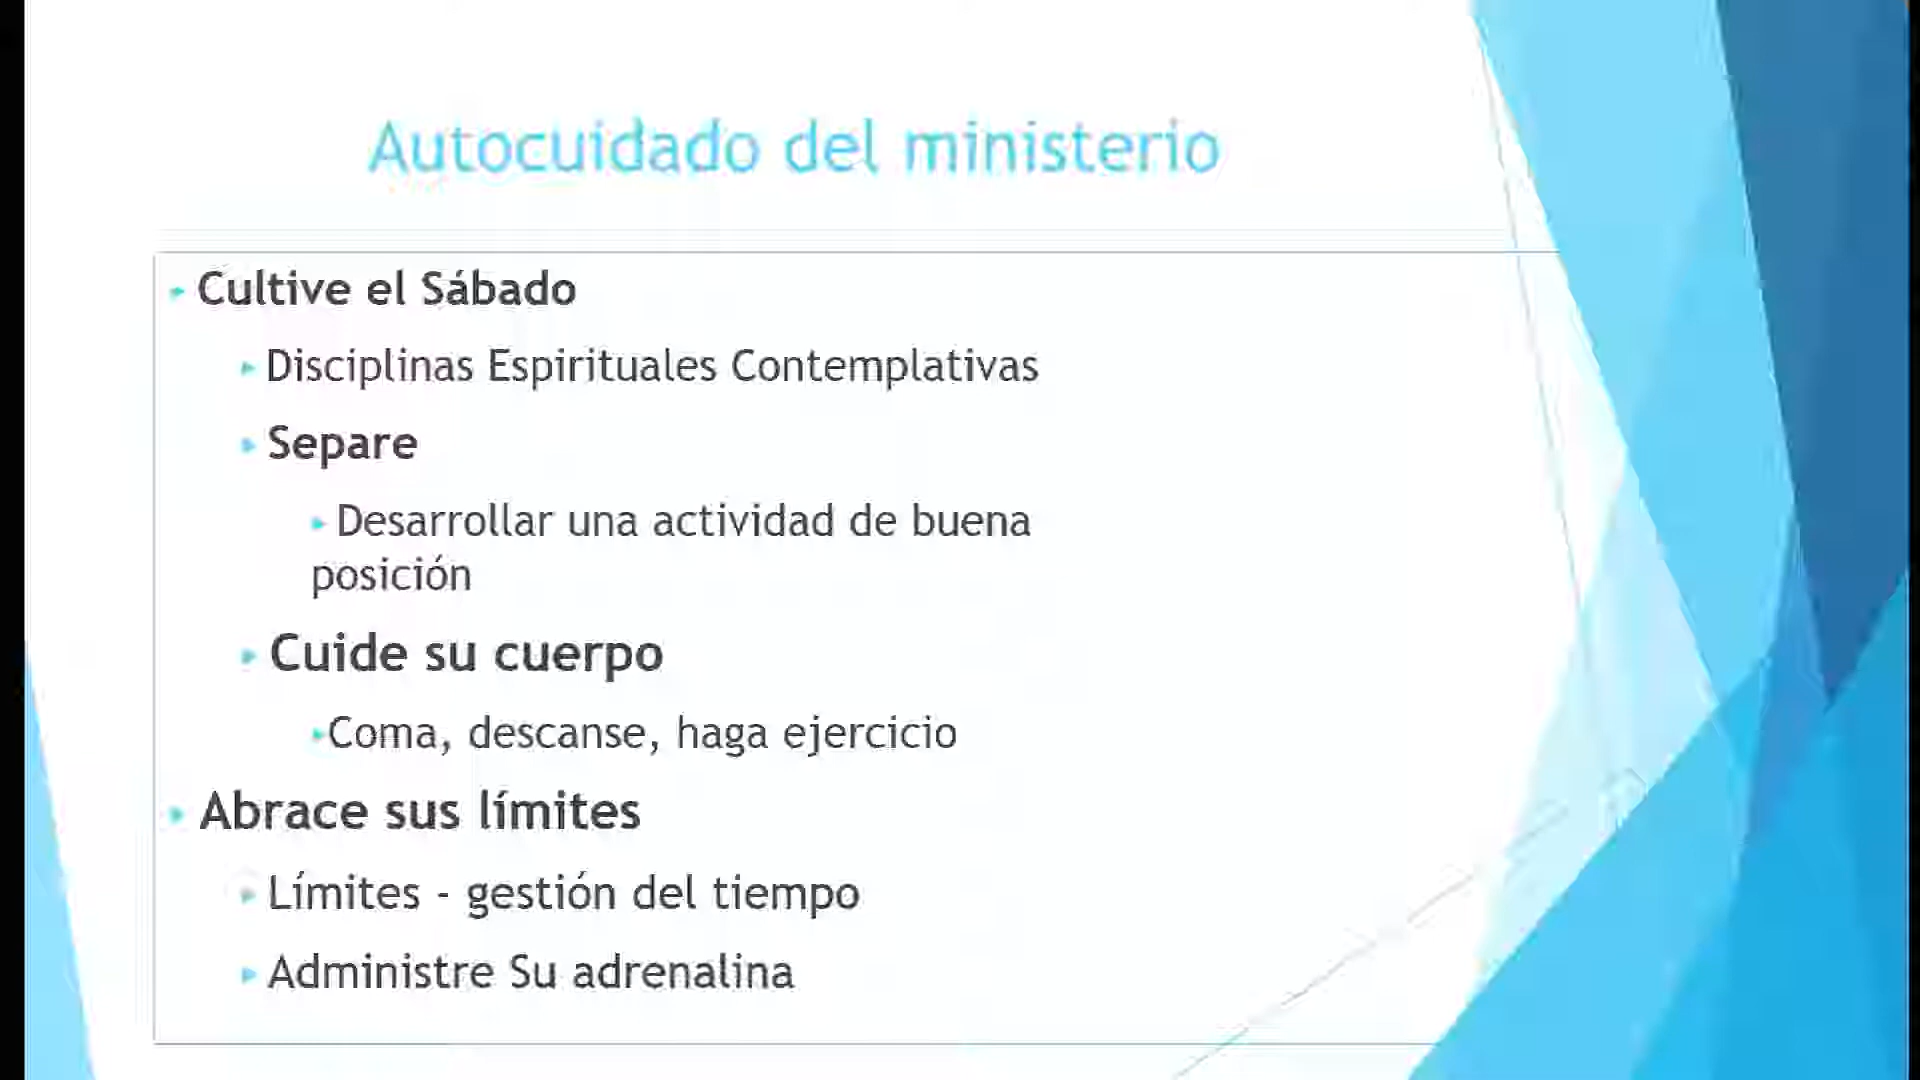 Autocuidado del ministerio
Cultive el Sábado
Disciplinas Espirituales Contemplativas
Separe
Desarrollar una actividad de buena
posición
Cuide su cuerpo
Coma, descanse, haga ejercicio
Abrace sus límites
Límites - gestión del tiempo
Administre Su adrenalina